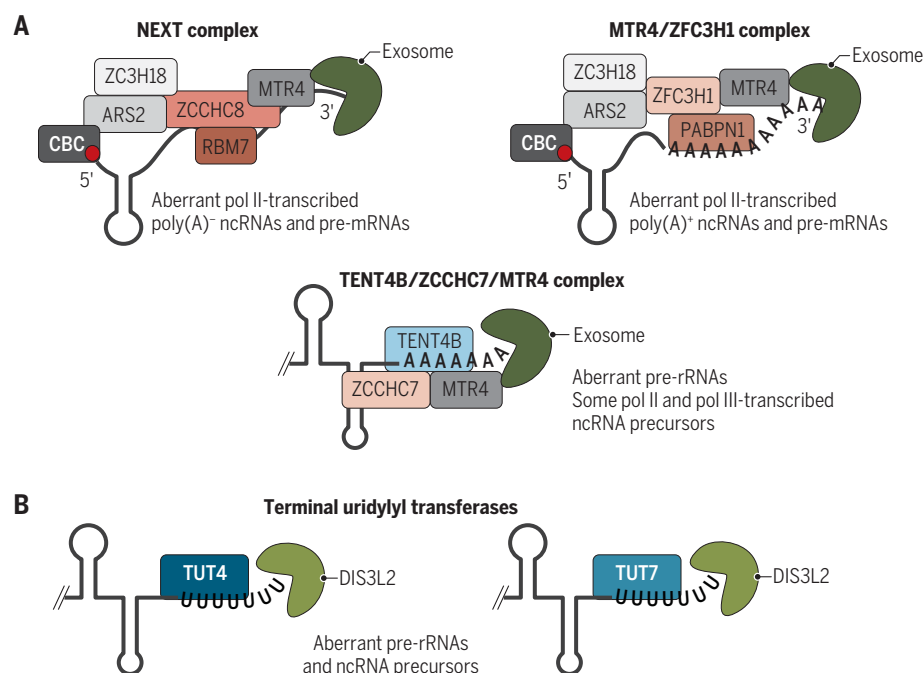 A
NEXT complex
ZC3H18
ARS2
CBC
ZCCHC8
RBM7
MTR4
Exosome
3'
5'
Aberrant pol II-transcribed
poly(A)⁻ ncRNAs and pre-mRNAs
MTR4/ZFC3H1 complex
ZC3H18
ARS2
CBC
ZFC3H1
MTR4
PABPN1
Exosome
AAAAAAAAAAAA
3'
5'
Aberrant pol II-transcribed
poly(A)⁺ ncRNAs and pre-mRNAs
TENT4B/ZCCHC7/MTR4 complex
TENT4B
AAAAAAA
ZCCHC7
MTR4
Exosome
Aberrant pre-rRNAs
Some pol II and pol III-transcribed
ncRNA precursors
B
Terminal uridylyl transferases
TUT4
UUUUUUU
DIS3L2
TUT7
UUUUUUU
DIS3L2
Aberrant pre-rRNAs
and ncRNA precursors